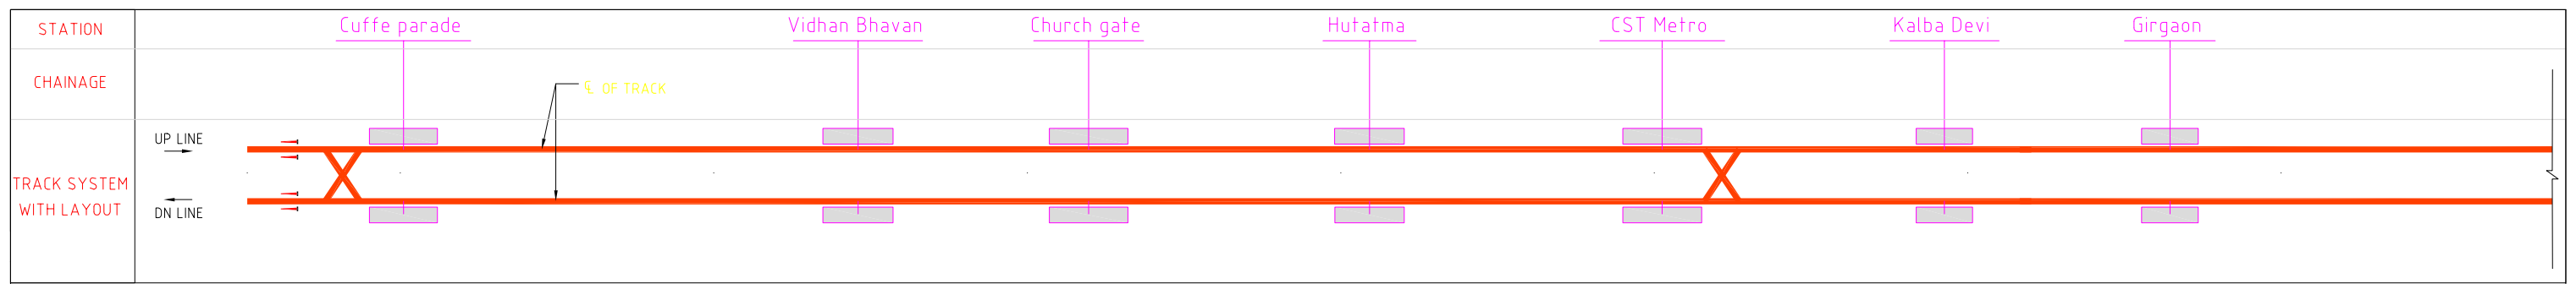 STATION
Cuffe parade
Vidhan Bhavan
Church gate
Hutatma
CST Metro
Kalba Devi
Girgaon
CHAINAGE
℄ OF TRACK
UP LINE
TRACK SYSTEM
WITH LAYOUT
DN LINE